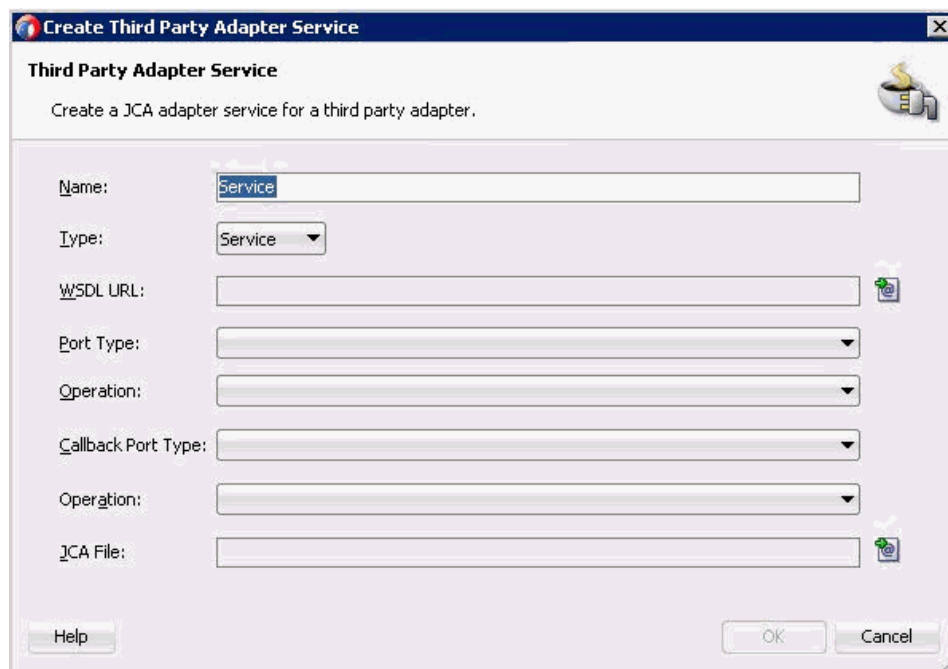 Create Third Party Adapter Service
Third Party Adapter Service
Create a JCA adapter service for a third party adapter.
Name: Service
Type: Service
WSDL URL:
Port Type:
Operation:
Callback Port Type:
Operation:
JCA File:
Help OK Cancel